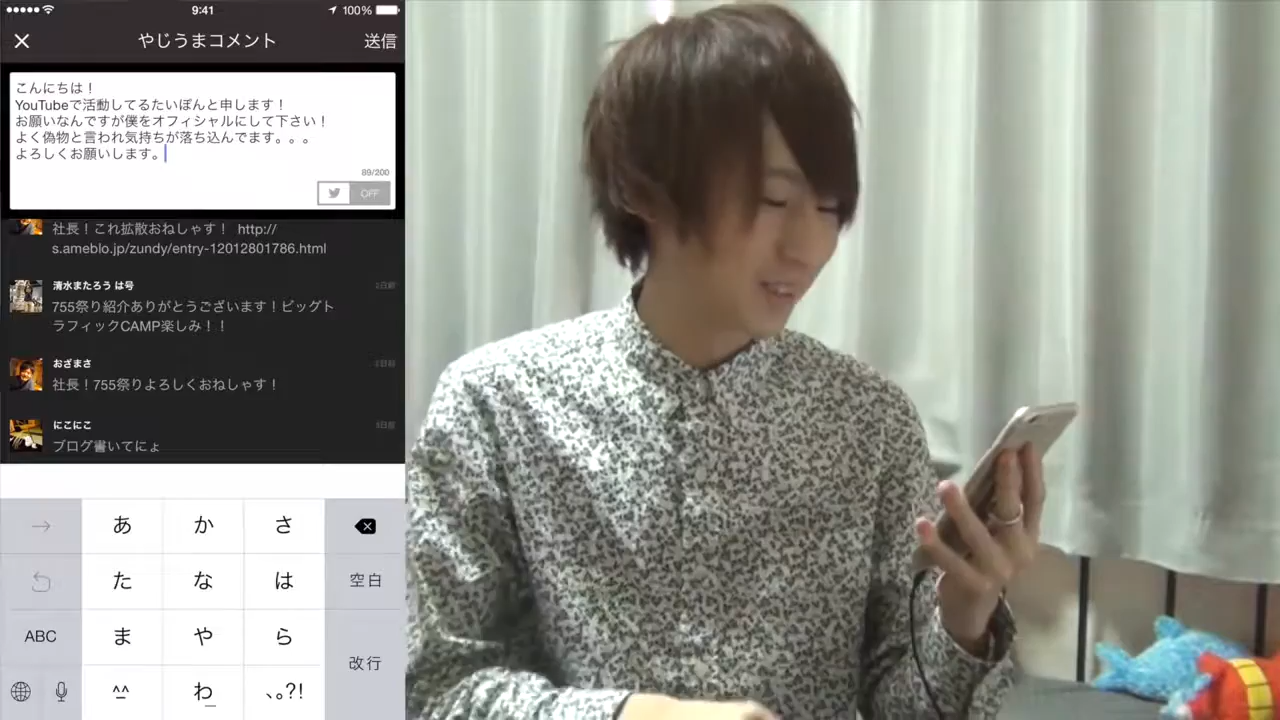 9:41
100%
やじうまコメント
送信
こんにちは！
YouTubeで活動してるたいぽんと申します！
お願いなんですが僕をオフィシャルにして下さい！
よく偽物と言われ気持ちが落ち込んでます。。。
よろしくお願いします。
89/200
OFF
社長！これ拡散おねしゃす！ http://
s.ameblo.jp/zundy/entry-12012801786.html
清水またろう は号
2日前
755祭り紹介ありがとうございます！ビッグト
ラフィックCAMP楽しみ！！
おざまさ
社長！755祭りよろしくおねしゃす！
にこにこ
ブログ書いてにょ
あ か さ
た な は 空白
ABC ま や ら
改行
^^ わ 、。?!